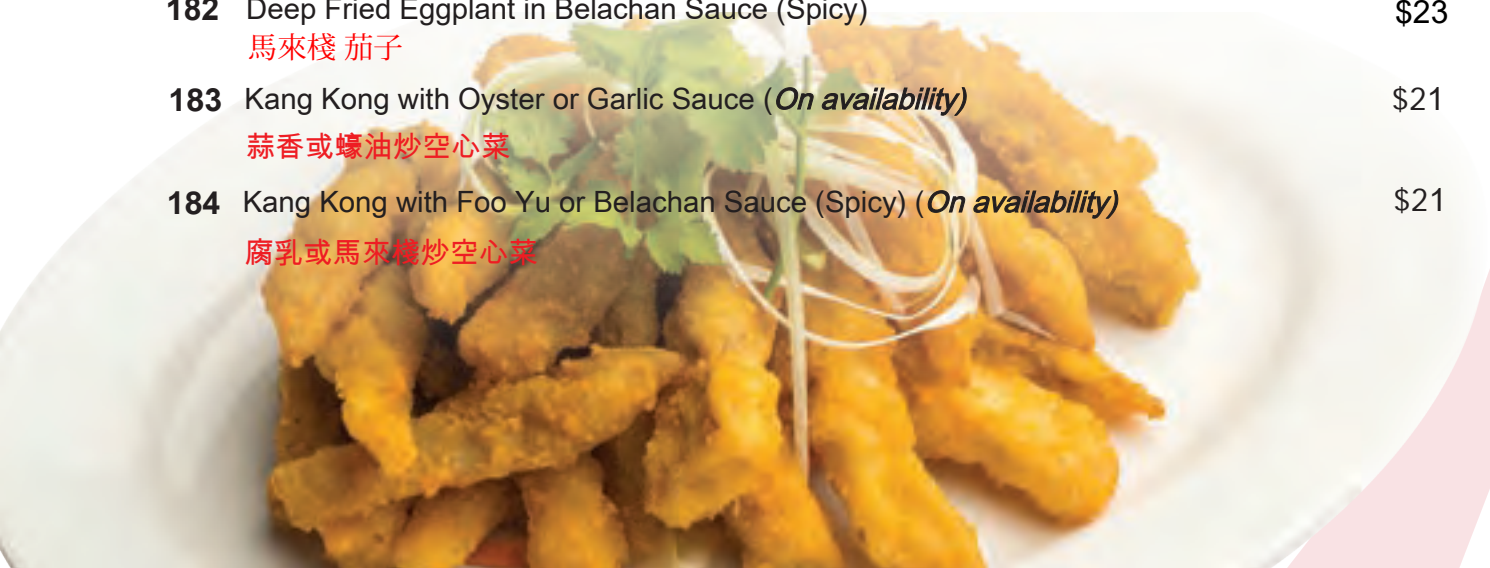 182 Deep Fried Eggplant in Belachan Sauce (Spicy) $23
馬來棧 茄子
183 Kang Kong with Oyster or Garlic Sauce (On availability) $21
蒜香或蠔油炒空心菜
184 Kang Kong with Foo Yu or Belachan Sauce (Spicy) (On availability) $21
腐乳或馬來棧炒空心菜